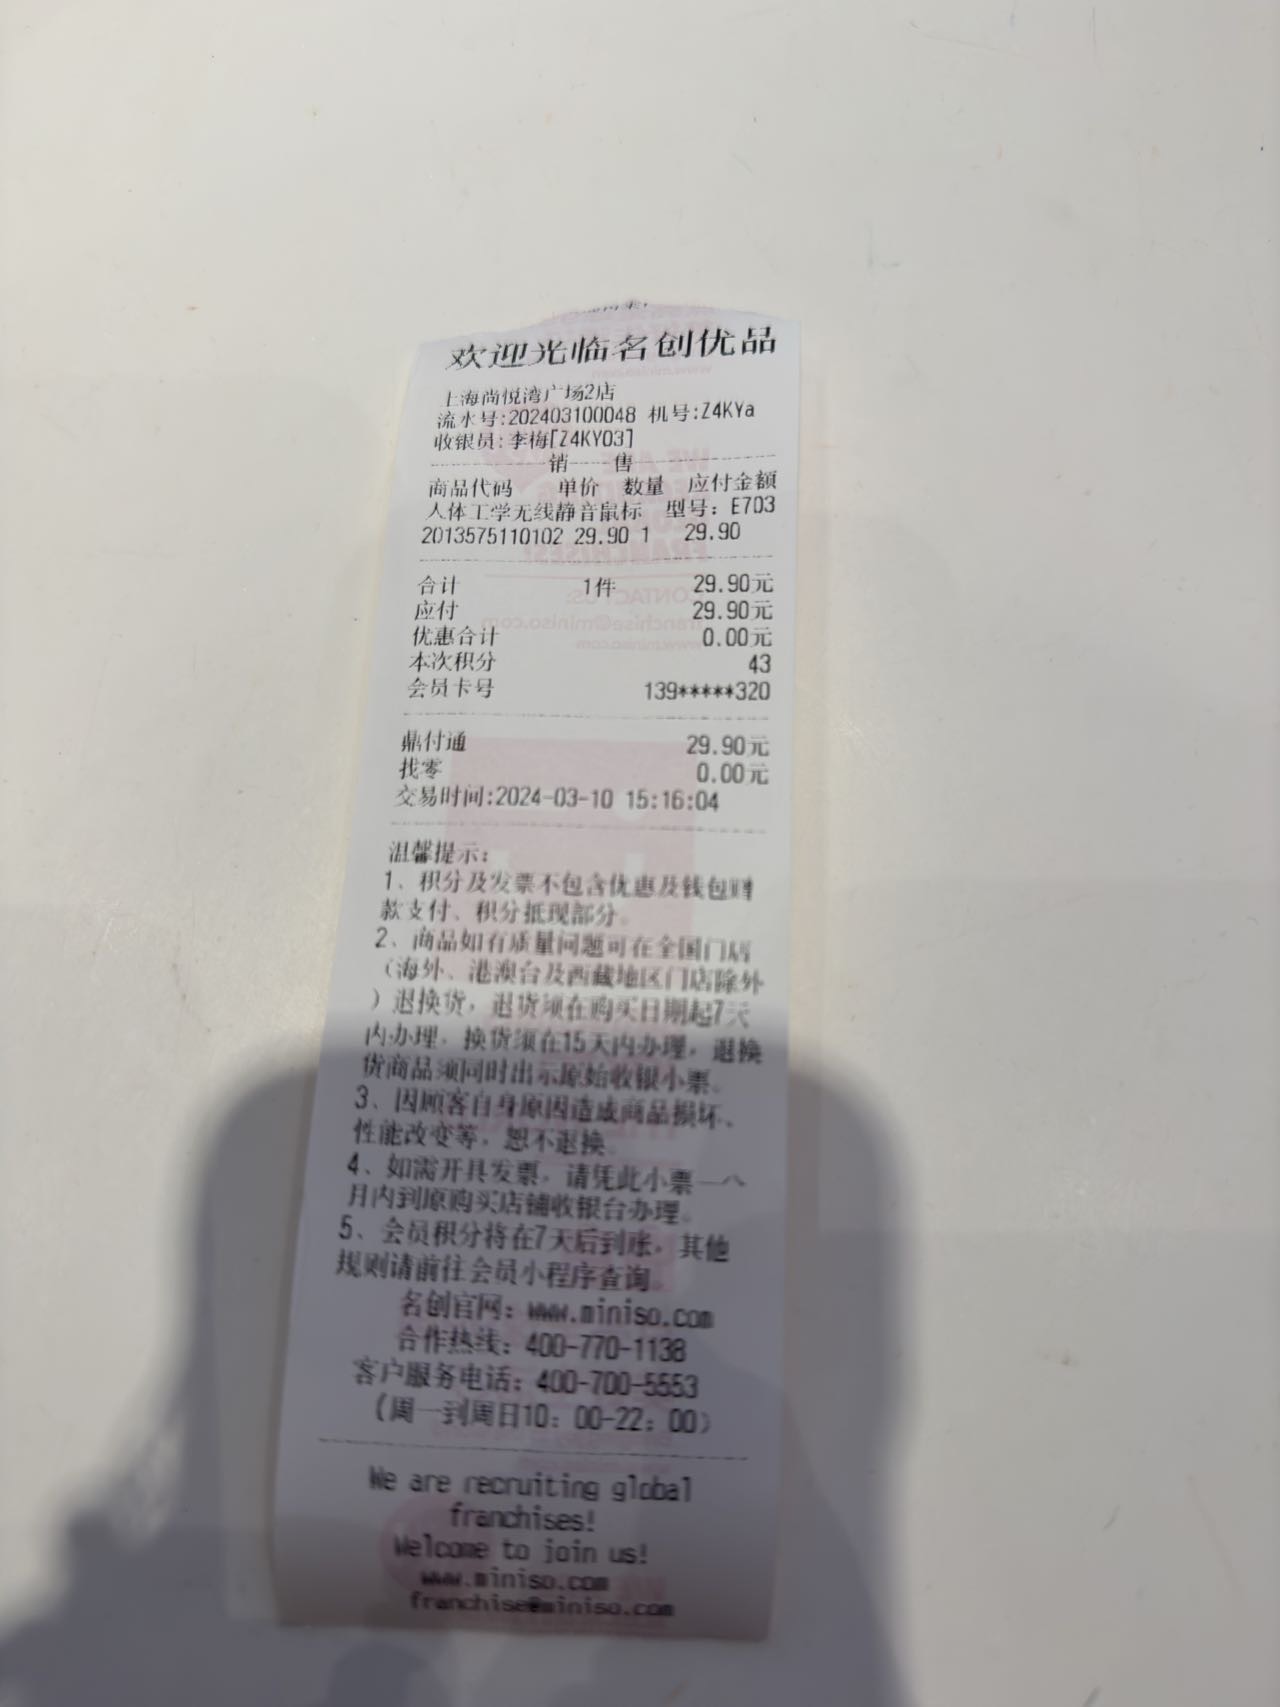 欢迎光临名创优品
上海尚悦湾广场2店
流水号:202403100048 机号:Z4KYa
收银员:李梅[Z4KY03]
销 售
商品代码 单价 数量 应付金额
人体工学无线静音鼠标 型号：E703
2013575110102 29.90 1 29.90
合计 1件 29.90元
应付 29.90元
优惠合计 0.00元
本次积分 43
会员卡号 139*****320
鼎付通 29.90元
找零 0.00元
交易时间:2024-03-10 15:16:04
温馨提示：
1、积分及发票不包含优惠及钱包赠
款支付、积分抵现部分。
2、商品如有质量问题可在全国门店
（海外、港澳台及西藏地区门店除外
）退换货，退货须在购买日期起7天
内办理，换货须在15天内办理，退换
货商品须同时出示原始收银小票。
3、因顾客自身原因造成商品损坏、
性能改变等，恕不退换。
4、如需开具发票，请凭此小票一个
月内到原购买店铺收银台办理。
5、会员积分将在7天后到账，其他
规则请前往会员小程序查询。
名创官网：www.miniso.com
合作热线：400-770-1138
客户服务电话：400-700-5553
(周一到周日10：00-22：00)
We are recruiting global
franchises!
Welcome to join us!
www.miniso.com
franchise@miniso.com